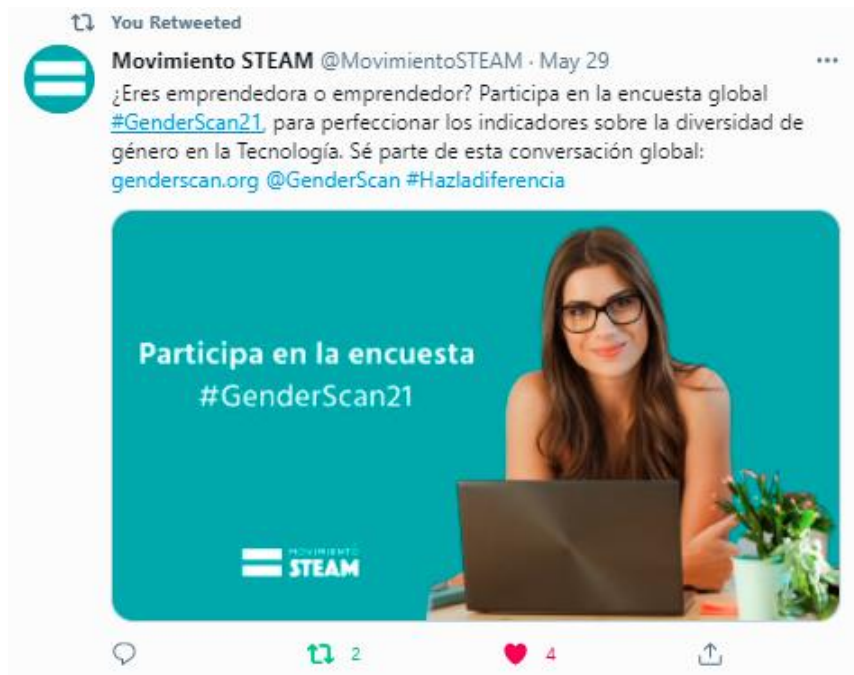 You Retweeted
Movimiento STEAM @MovimientoSTEAM · May 29
¿Eres emprendedora o emprendedor? Participa en la encuesta global
#GenderScan21, para perfeccionar los indicadores sobre la diversidad de
género en la Tecnología. Sé parte de esta conversación global:
genderscan.org @GenderScan #Hazladiferencia
Participa en la encuesta
#GenderScan21
MOVIMIENTO
STEAM
2 4